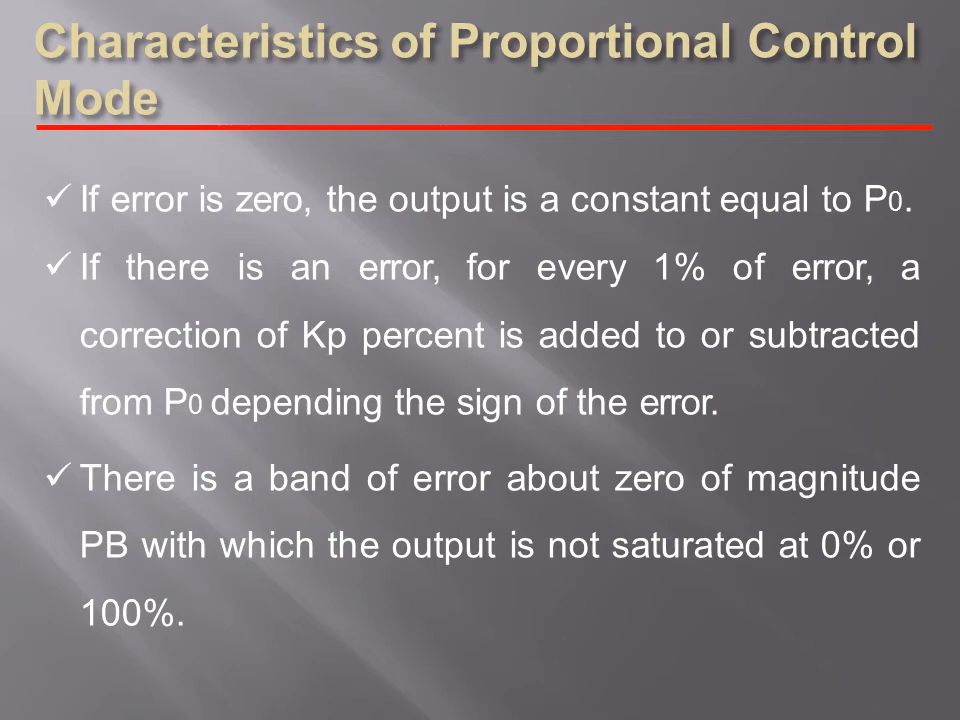 Characteristics of Proportional Control
Mode
✓ If error is zero, the output is a constant equal to P0.
✓ If there is an error, for every 1% of error, a
correction of Kp percent is added to or subtracted
from P0 depending the sign of the error.
✓ There is a band of error about zero of magnitude
PB with which the output is not saturated at 0% or
100%.